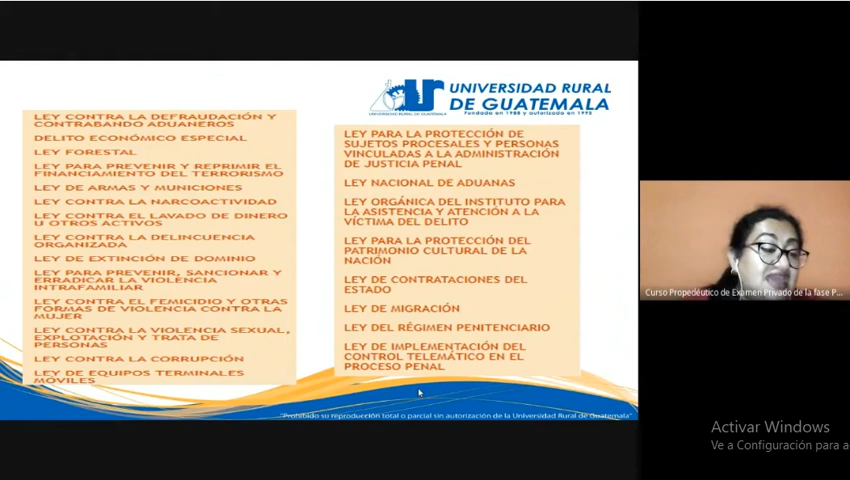 UNIVERSIDAD RURAL
DE GUATEMALA
Fundado en 1988 y autorizado en 1995
UNIVERSIDAD RURAL DE GUATEMALA
LEY CONTRA LA DEFRAUDACIÓN Y
CONTRABANDO ADUANEROS
DELITO ECONÓMICO ESPECIAL
LEY FORESTAL
LEY PARA PREVENIR Y REPRIMIR EL
FINANCIAMIENTO DEL TERRORISMO
LEY DE ARMAS Y MUNICIONES
LEY CONTRA LA NARCOACTIVIDAD
LEY CONTRA EL LAVADO DE DINERO
U OTROS ACTIVOS
LEY CONTRA LA DELINCUENCIA
ORGANIZADA
LEY DE EXTINCIÓN DE DOMINIO
LEY PARA PREVENIR, SANCIONAR Y
ERRADICAR LA VIOLENCIA
INTRAFAMILIAR
LEY CONTRA EL FEMICIDIO Y OTRAS
FORMAS DE VIOLENCIA CONTRA LA
MUJER
LEY CONTRA LA VIOLENCIA SEXUAL,
EXPLOTACIÓN Y TRATA DE
PERSONAS
LEY CONTRA LA CORRUPCIÓN
LEY DE EQUIPOS TERMINALES
MÓVILES
LEY PARA LA PROTECCIÓN DE
SUJETOS PROCESALES Y PERSONAS
VINCULADAS A LA ADMINISTRACIÓN
DE JUSTICIA PENAL
LEY NACIONAL DE ADUANAS
LEY ORGÁNICA DEL INSTITUTO PARA
LA ASISTENCIA Y ATENCIÓN A LA
VÍCTIMA DEL DELITO
LEY PARA LA PROTECCIÓN DEL
PATRIMONIO CULTURAL DE LA
NACIÓN
LEY DE CONTRATACIONES DEL
ESTADO
LEY DE MIGRACIÓN
LEY DEL RÉGIMEN PENITENCIARIO
LEY DE IMPLEMENTACIÓN DEL
CONTROL TELEMÁTICO EN EL
PROCESO PENAL
"Prohibido su reproducción total o parcial sin autorización de la Universidad Rural de Guatemala"
Curso Propedéutico de Examen Privado de la fase P...
Activar Windows
Ve a Configuración para a